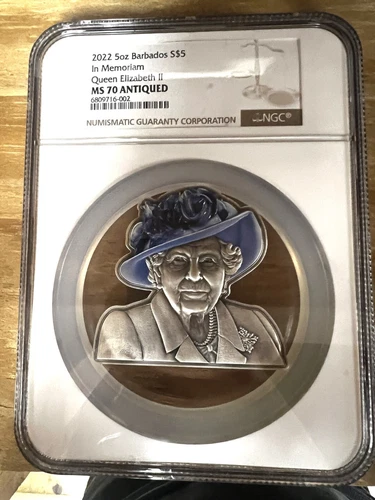 2022 5oz Barbados S$5
In Memoriam
Queen Elizabeth II
MS 70 ANTIQUED
6809716-002
NUMISMATIC GUARANTY CORPORATION
NGC®